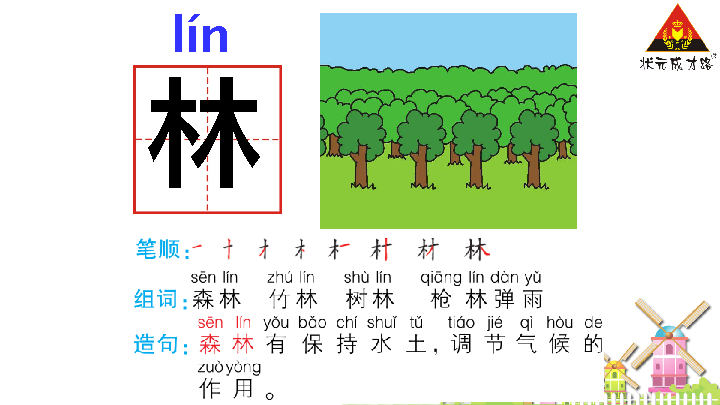 lín
状元成才路
林
笔顺：一 十 才 木 木 村 材 林
sēn lín zhú lín shù lín qiāng lín dàn yǔ
组词：森林 竹林 树林 枪林弹雨
sēn lín yǒu bǎo chí shuǐ tǔ tiáo jié qì hòu de
造句：森林有保持水土，调节气候的
zuò yòng
作用。